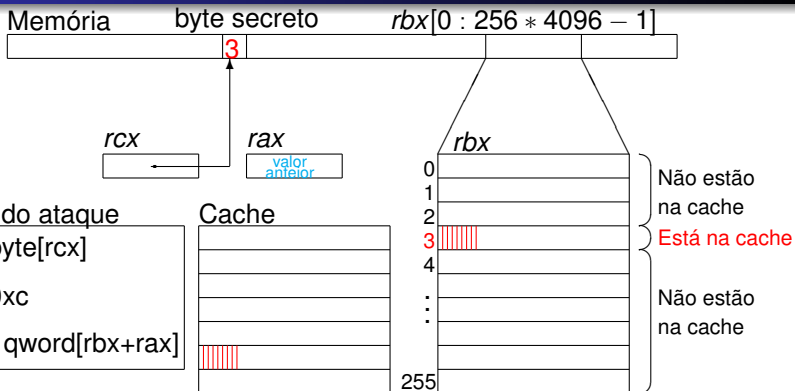 Memória byte secreto rbx[0 : 256 * 4096 − 1]
3
rcx rax rbx
valor
anteior
0
1
2
3
4
⋮
255
Não estão
na cache
Está na cache
Não estão
na cache
do ataque
byte[rcx]
0xc
qword[rbx+rax]
Cache